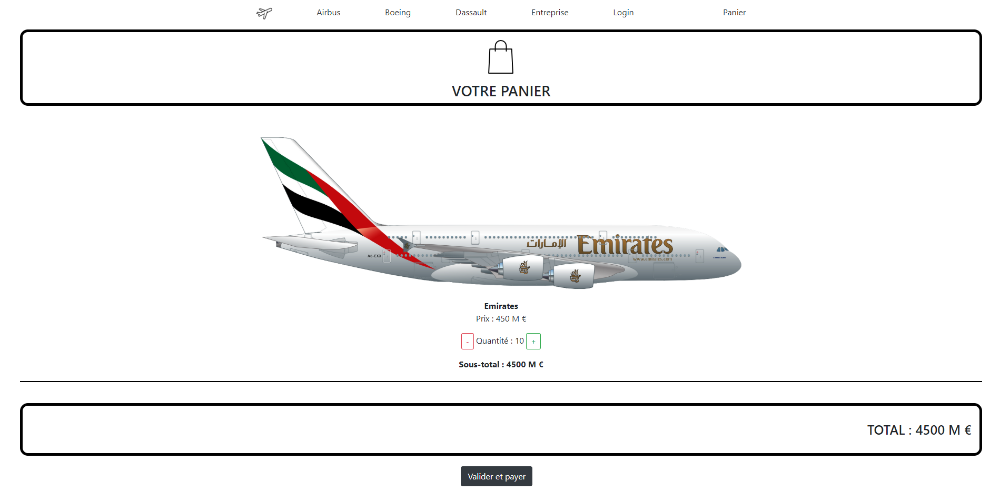 Airbus Boeing Dassault Entreprise Login Panier
VOTRE PANIER
الإمارات Emirates
www.emirates.com
A6-EXX
Emirates
Prix : 450 M €
- Quantité : 10 +
Sous-total : 4500 M €
TOTAL : 4500 M €
Valider et payer